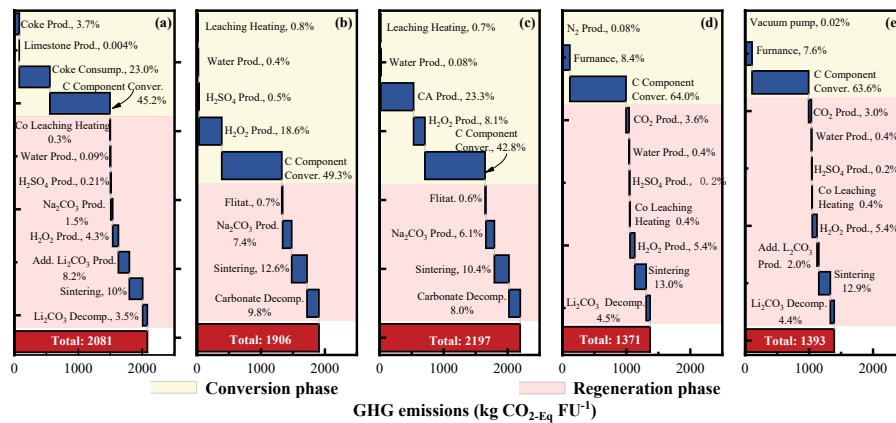 (a)
Coke Prod., 3.7%
Limestone Prod., 0.004%
Coke Consump., 23.0%
C Component Conver.
45.2%
Co Leaching Heating
0.3%
Water Prod., 0.09%
H₂SO₄ Prod., 0.21%
Na₂CO₃ Prod.
1.5%
H₂O₂ Prod., 4.3%
Add. Li₂CO₃ Prod.
8.2%
Sintering, 10%
Li₂CO₃ Decomp., 3.5%
Total: 2081
0 1000 2000
(b)
Leaching Heating, 0.8%
Water Prod., 0.4%
H₂SO₄ Prod., 0.5%
H₂O₂ Prod., 18.6%
C Component
Conver. 49.3%
Flitat., 0.7%
Na₂CO₃ Prod.
7.4%
Sintering, 12.6%
Carbonate Decomp.
9.8%
Total: 1906
0 1000 2000
(c)
Leaching Heating, 0.7%
Water Prod., 0.08%
CA Prod., 23.3%
H₂O₂ Prod., 8.1%
C Component
Conver., 42.8%
Flitat. 0.6%
Na₂CO₃ Prod., 6.1%
Sintering, 10.4%
Carbonate Decomp.
8.0%
Total: 2197
0 1000 2000
(d)
N₂ Prod., 0.08%
Furnance, 8.4%
C Component
Conver. 64.0%
CO₂ Prod., 3.6%
Water Prod., 0.4%
H₂SO₄ Prod., 0.2%
Co Leaching
Heating 0.4%
H₂O₂ Prod., 5.4%
Sintering
13.0%
Li₂CO₃ Decomp.
4.5%
Total: 1371
0 1000 2000
(e)
Vacuum pump, 0.02%
Furnance, 7.6%
C Component
Conver. 63.6%
CO₂ Prod., 3.0%
Water Prod., 0.4%
H₂SO₄ Prod., 0.2%
Co Leaching
Heating 0.4%
H₂O₂ Prod., 5.4%
Add. L₂CO₃
Prod. 2.0%
Sintering
12.9%
Li₂CO₃ Decomp.
4.4%
Total: 1393
0 1000 2000
Conversion phase
Regeneration phase
GHG emissions (kg CO₂₋Eq FU⁻¹)